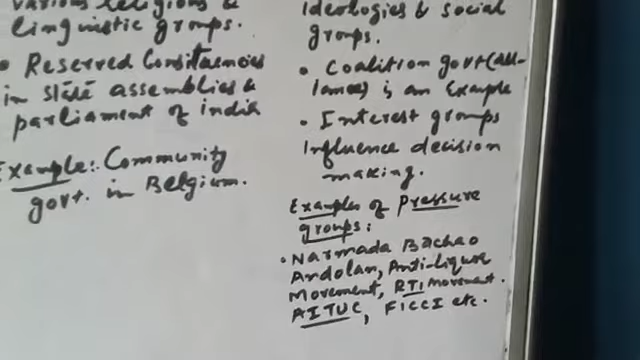 various religions &
linguistic groups.
• Reserved Constituencies
in state assemblies &
parliament of India
Example:- Community
govt. in Belgium.
Ideologies & social
groups.
• Coalition govt (all-
iances) is an Example
• Interest groups
Influence decision
making.
Examples of Pressure
groups:
• Narmada Bachao
Andolan, Anti-Liquor
Movement, RTI movement.
AITUC, FICCI etc.